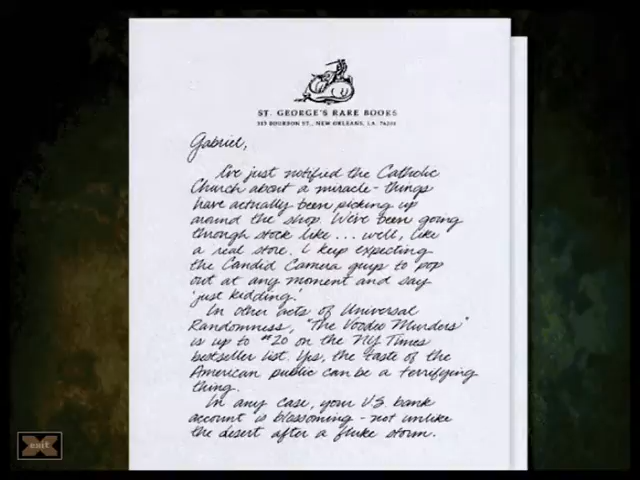 ST. GEORGE'S RARE BOOKS
BOURBON ST., NEW ORLEANS, LA.
Gabriel,
I've just notified the Catholic
Church about a miracle - things
have actually been picking up
around the shop. We've been going
through stock like ... well, like
a real store. I keep expecting
the Candid Camera guys to pop
out at any moment and say
'just kidding.'
In other acts of Universal
Randomness, "The Voodoo Murders"
is up to #20 on the NY Times
bestseller list. Yes, the taste of the
American public can be a terrifying
thing.
In any case, your U.S. bank
account is blossoming - not unlike
the desert after a fluke storm.
exit